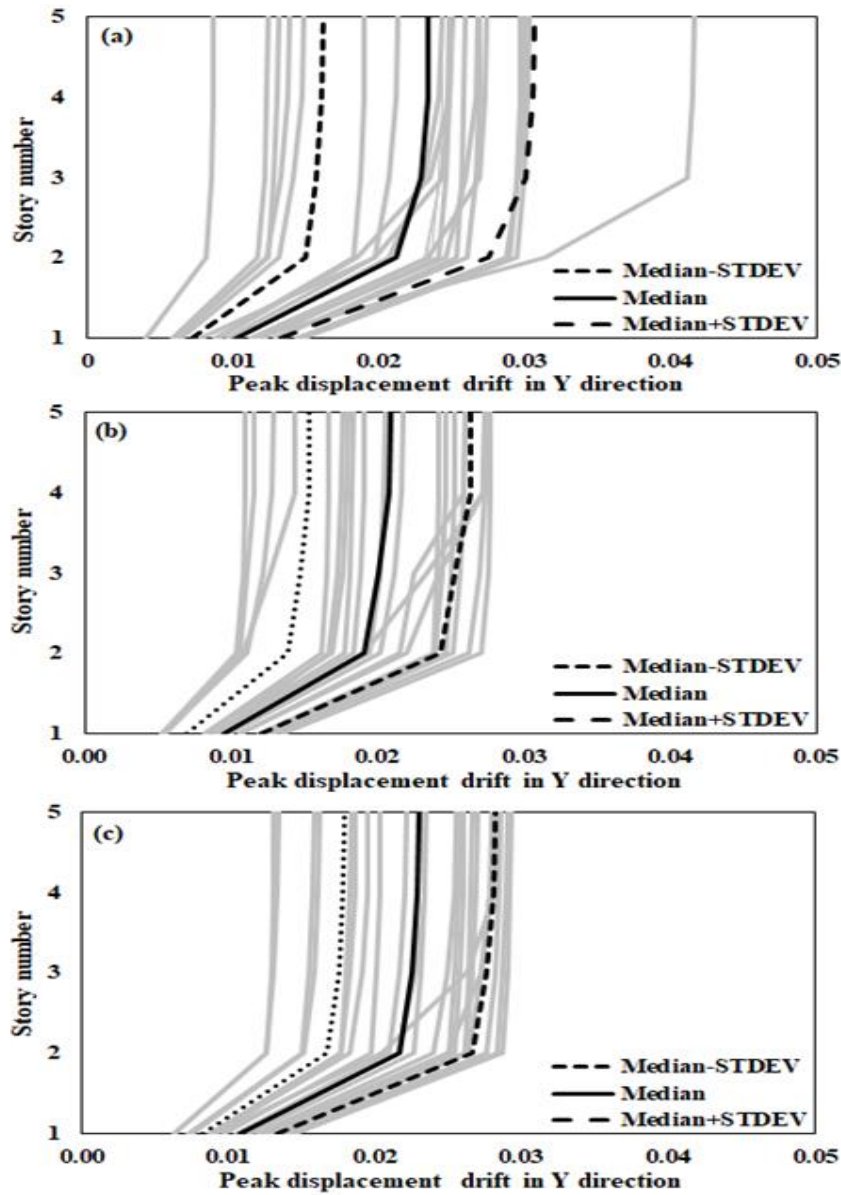 5
(a)
4
Story number
3
2
Median-STDEV
Median
1
Median+STDEV
0 0.01 0.02 0.03 0.04 0.05
Peak displacement drift in Y direction
5
(b)
4
Story number
3
2
Median-STDEV
Median
1
Median+STDEV
0.00 0.01 0.02 0.03 0.04 0.05
Peak displacement drift in Y direction
5
(c)
4
Story number
3
2
Median-STDEV
Median
1
Median+STDEV
0.00 0.01 0.02 0.03 0.04 0.05
Peak displacement drift in Y direction